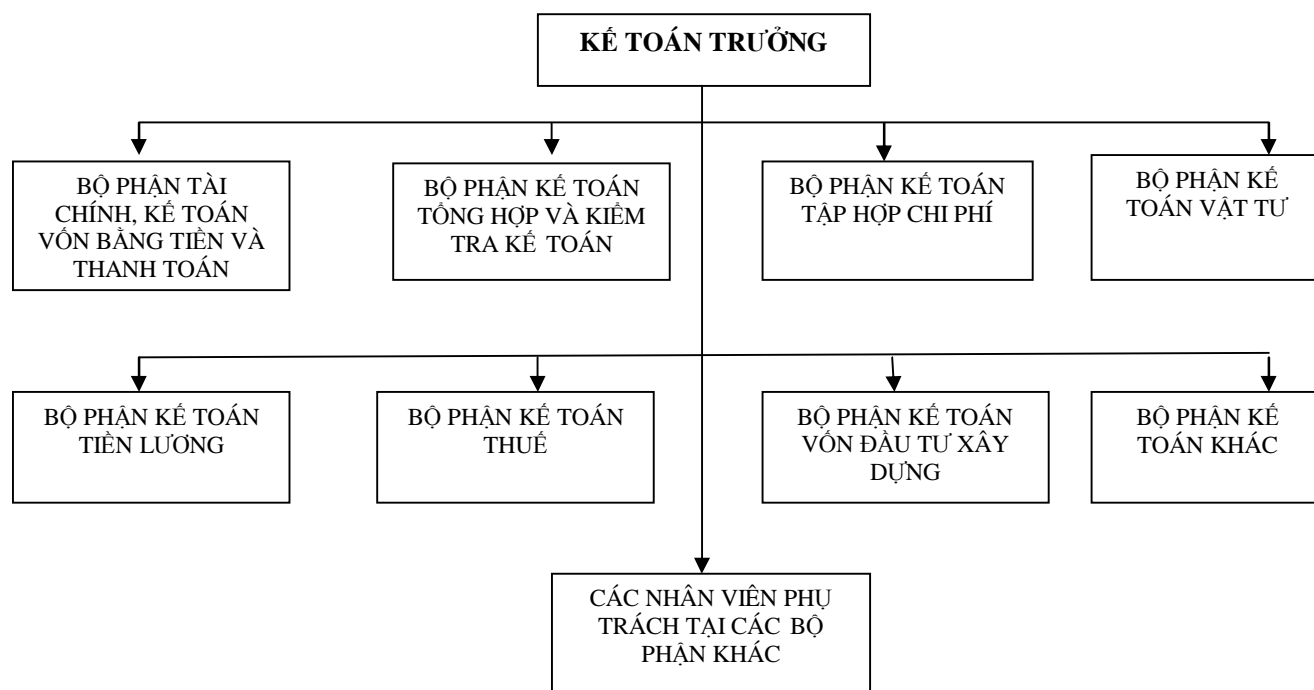 KẾ TOÁN TRƯỞNG
BỘ PHẬN TÀI
CHÍNH, KẾ TOÁN
VỐN BẰNG TIỀN VÀ
THANH TOÁN
BỘ PHẬN KẾ TOÁN
TỔNG HỢP VÀ KIỂM
TRA KẾ TOÁN
BỘ PHẬN KẾ TOÁN
TẬP HỢP CHI PHÍ
BỘ PHẬN KẾ
TOÁN VẬT TƯ
BỘ PHẬN KẾ TOÁN
TIỀN LƯƠNG
BỘ PHẬN KẾ TOÁN
THUẾ
BỘ PHẬN KẾ TOÁN
VỐN ĐẦU TƯ XÂY
DỰNG
BỘ PHẬN KẾ
TOÁN KHÁC
CÁC NHÂN VIÊN PHỤ
TRÁCH TẠI CÁC BỘ
PHẬN KHÁC